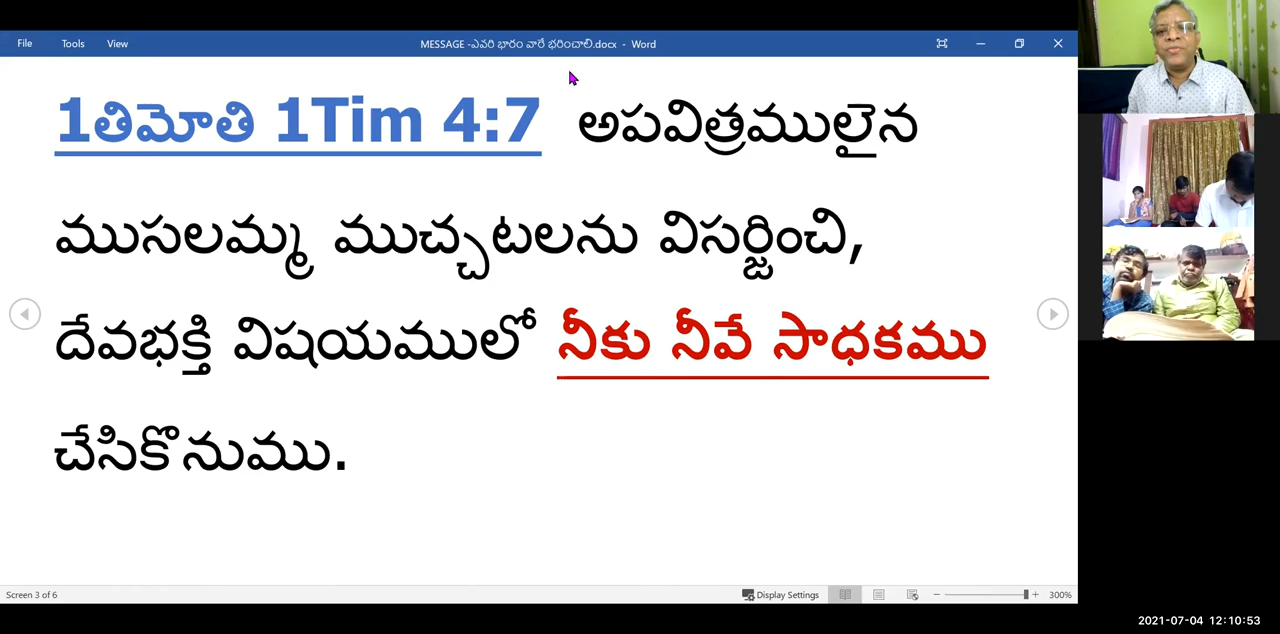 File Tools View MESSAGE -ఎవరి భారం వారే భరించాలి.docx - Word
1తిమోతి 1Tim 4:7 అపవిత్రములైన
ముసలమ్మ ముచ్చటలను విసర్జించి,
దేవభక్తి విషయములో నీకు నీవే సాధకము
చేసికొనుము.
Screen 3 of 6 Display Settings 300%
2021-07-04 12:10:53